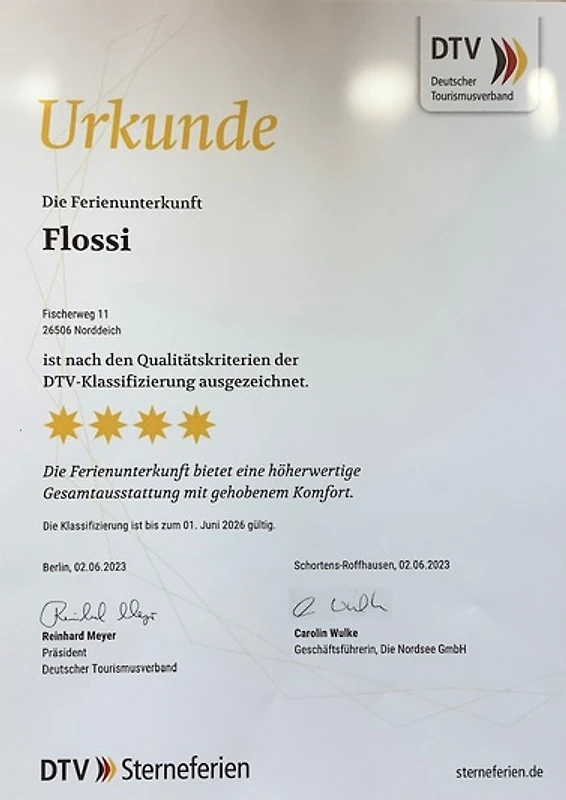 DTV
Deutscher
Tourismusverband
Urkunde
Die Ferienunterkunft
Flossi
Fischerweg 11
26506 Norddeich
ist nach den Qualitätskriterien der
DTV-Klassifizierung ausgezeichnet.
Die Ferienunterkunft bietet eine höherwertige
Gesamtausstattung mit gehobenem Komfort.
Die Klassifizierung ist bis zum 01. Juni 2026 gültig.
Berlin, 02.06.2023
Reinhard Meyer
Reinhard Meyer
Präsident
Deutscher Tourismusverband
Schortens-Roffhausen, 02.06.2023
C. Wulke
Carolin Wulke
Geschäftsführerin, Die Nordsee GmbH
DTV Sterneferien
sterneferien.de